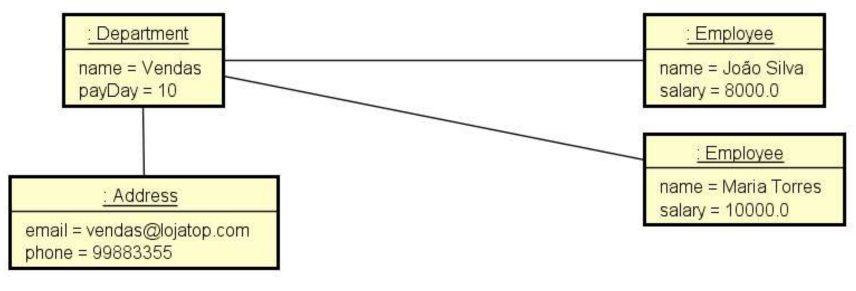 : Department
name = Vendas
payDay = 10
: Employee
name = João Silva
salary = 8000.0
: Employee
name = Maria Torres
salary = 10000.0
: Address
email = vendas@lojatop.com
phone = 99883355